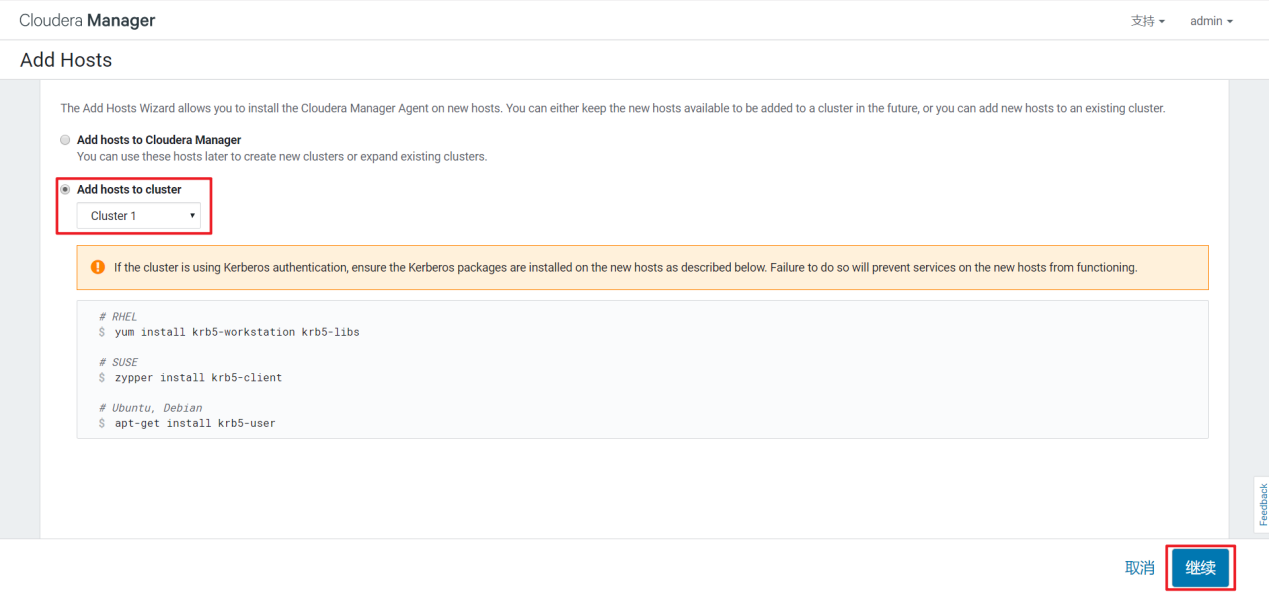 Cloudera Manager
支持 admin
Add Hosts
The Add Hosts Wizard allows you to install the Cloudera Manager Agent on new hosts. You can either keep the new hosts available to be added to a cluster in the future, or you can add new hosts to an existing cluster.
Add hosts to Cloudera Manager
You can use these hosts later to create new clusters or expand existing clusters.
Add hosts to cluster
Cluster 1
If the cluster is using Kerberos authentication, ensure the Kerberos packages are installed on the new hosts as described below. Failure to do so will prevent services on the new hosts from functioning.
# RHEL
$ yum install krb5-workstation krb5-libs
# SUSE
$ zypper install krb5-client
# Ubuntu, Debian
$ apt-get install krb5-user
Feedback
取消 继续